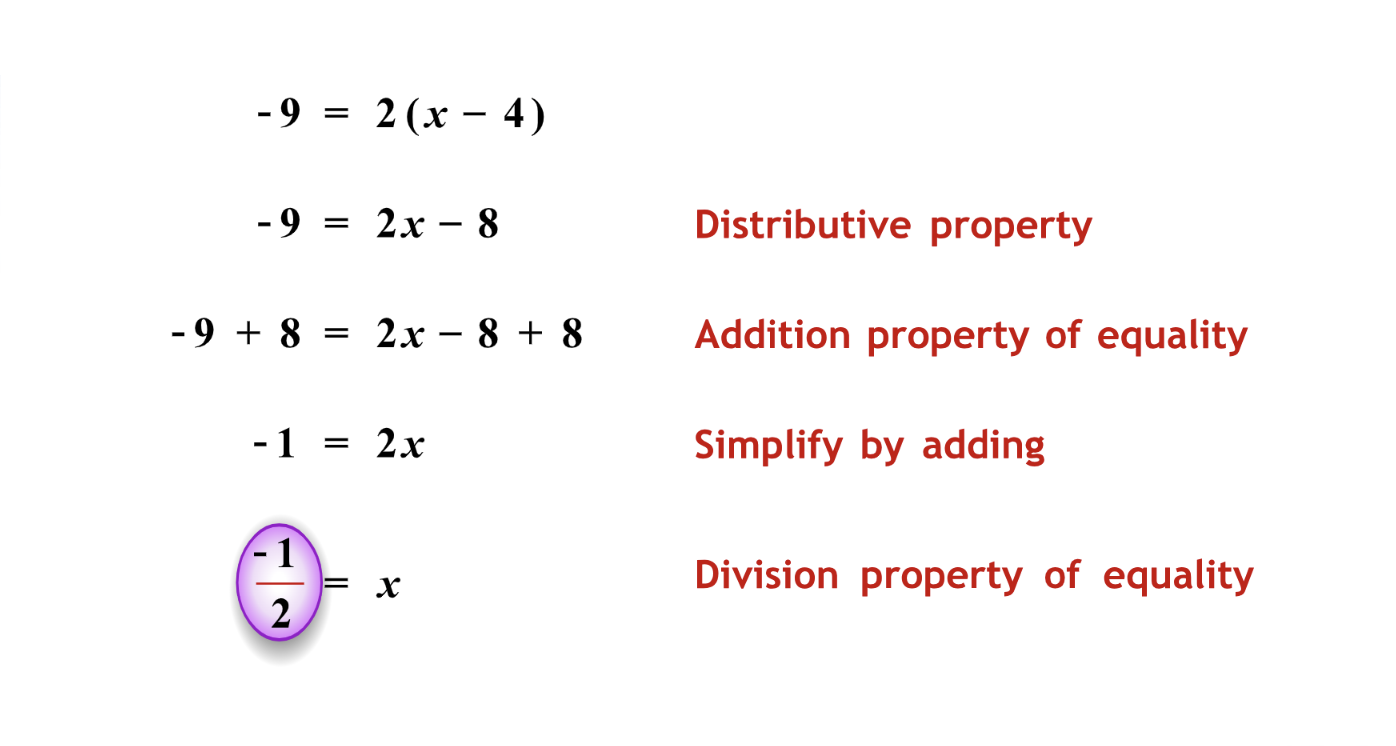 -9 = 2(x − 4)
-9 = 2x − 8 Distributive property
-9 + 8 = 2x − 8 + 8 Addition property of equality
-1 = 2x Simplify by adding
-1/2 = x Division property of equality